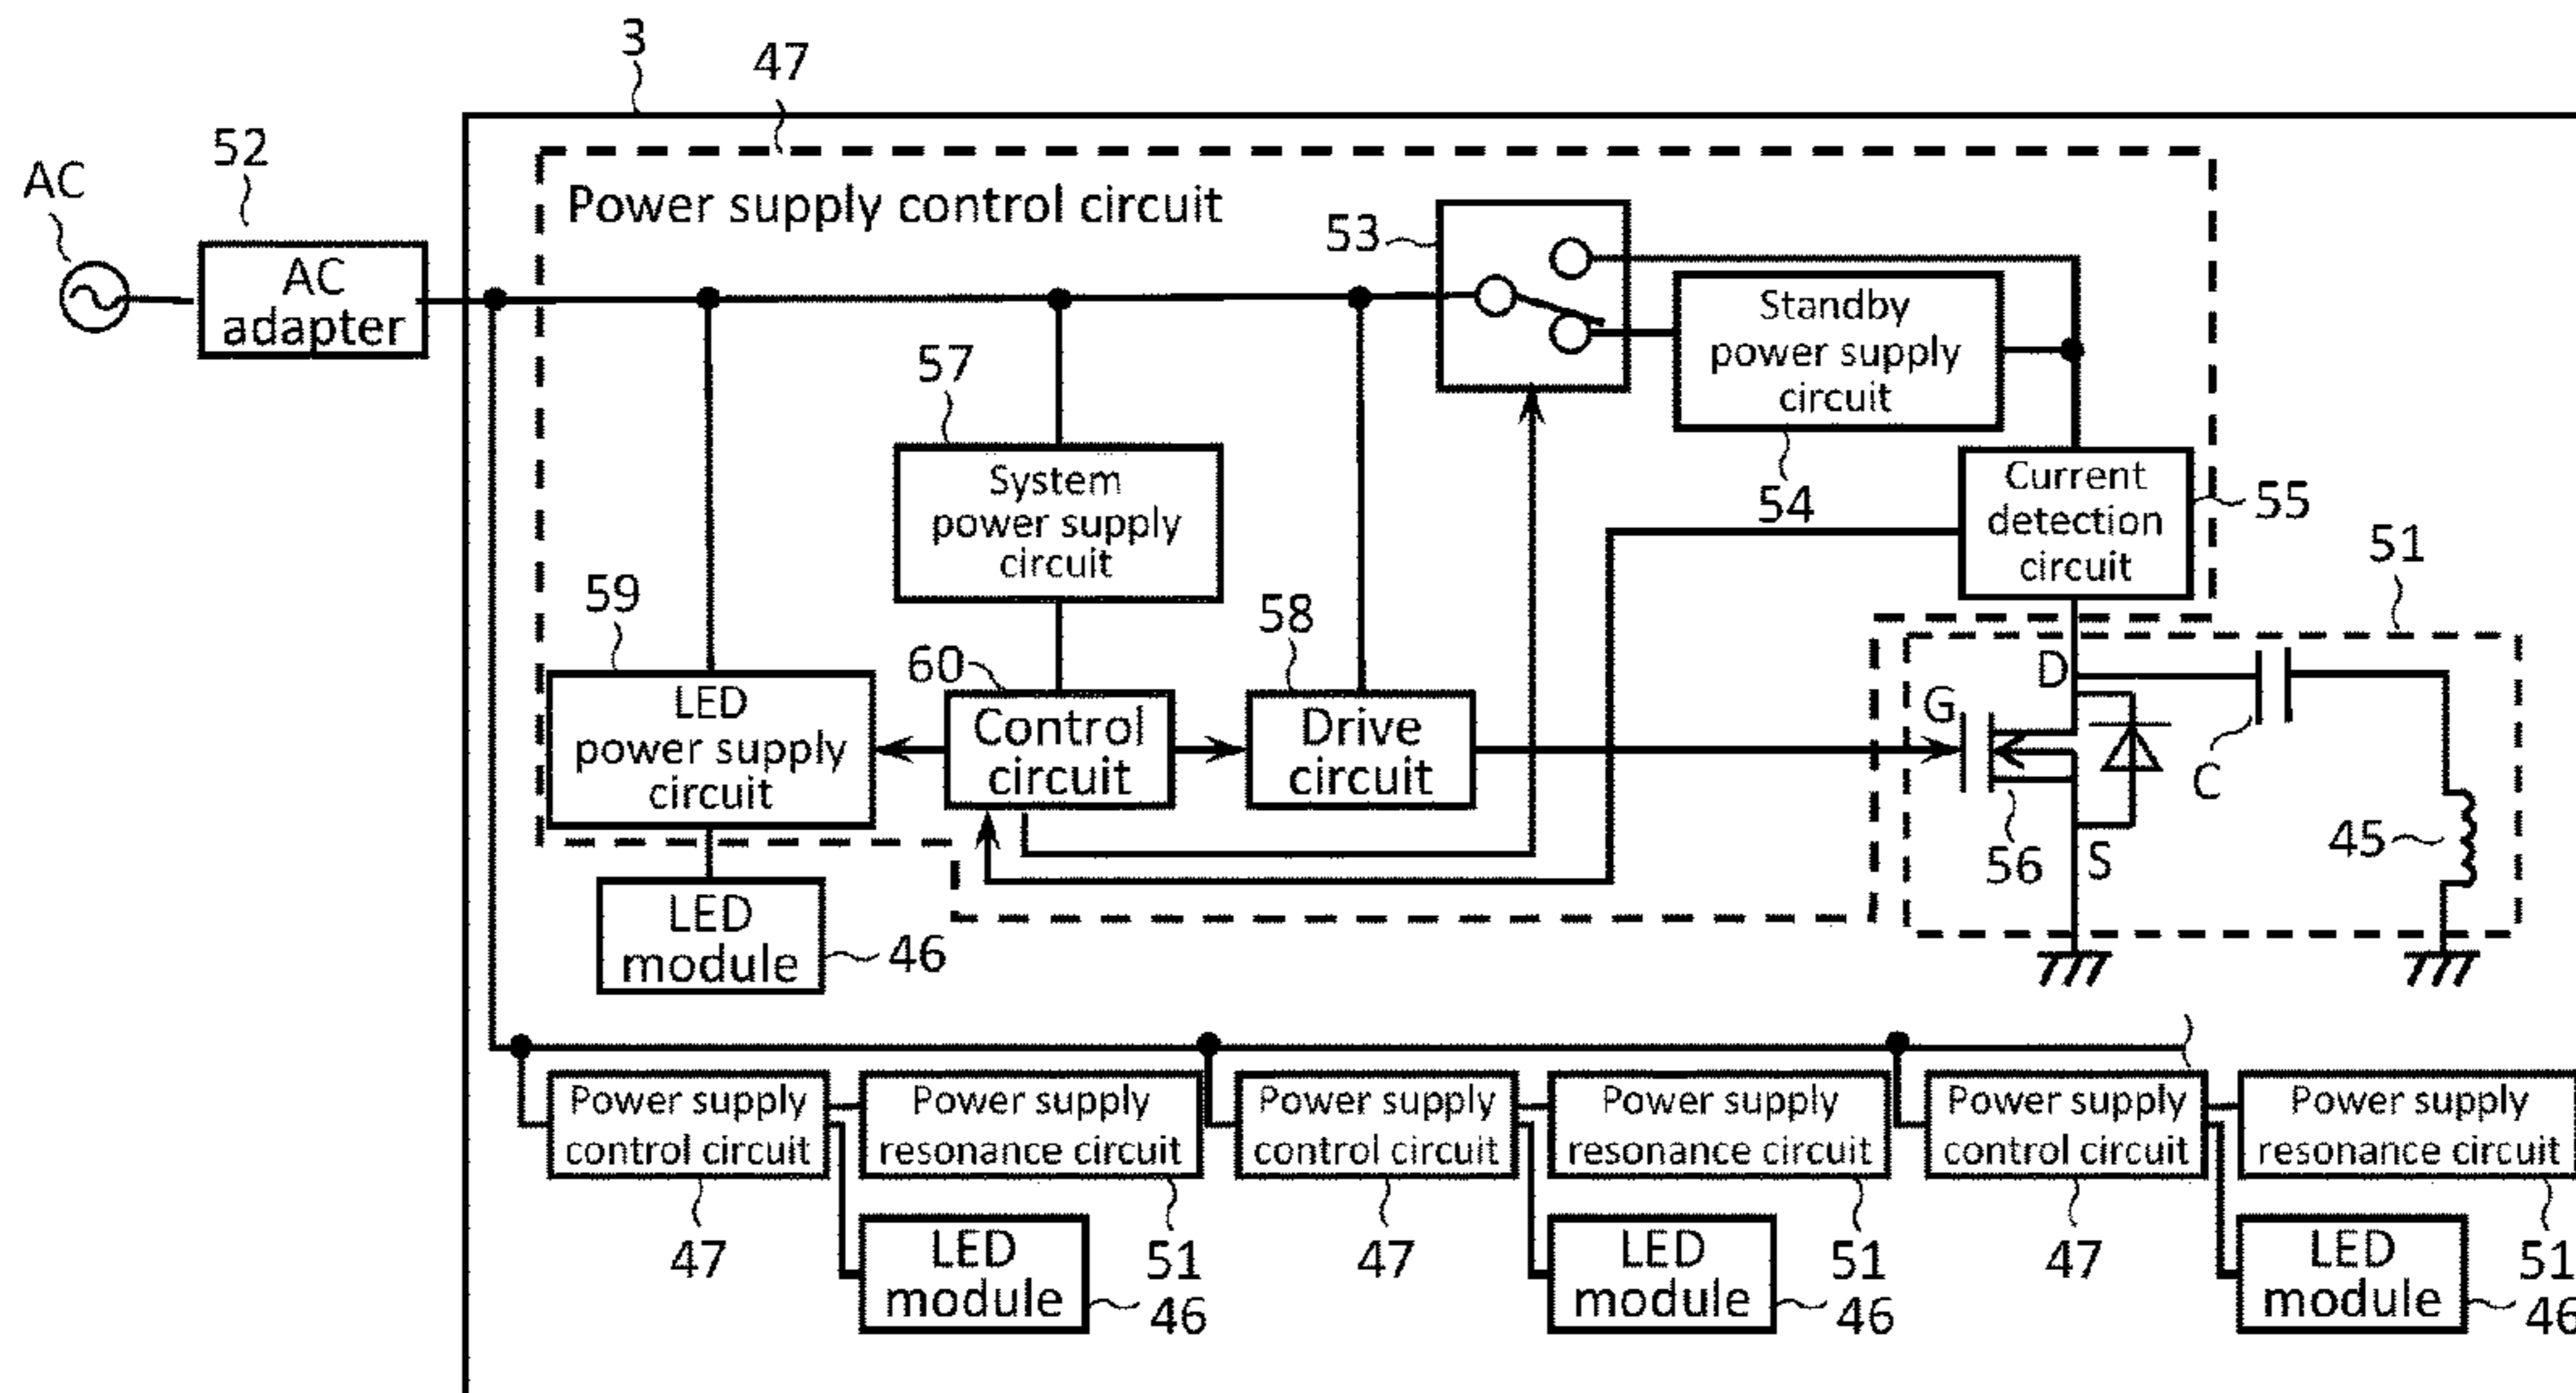 3
47
52
AC
Power supply control circuit
53
AC
adapter
Standby
power supply
circuit
57
54
System
power supply
circuit
Current
detection
circuit
55
51
59
58
60
D
G
LED
power supply
circuit
Control
circuit
Drive
circuit
C
45
56
S
LED
module
46
Power supply
control circuit
Power supply
resonance circuit
Power supply
control circuit
Power supply
resonance circuit
Power supply
control circuit
Power supply
resonance circuit
47
LED
module
51
46
47
LED
module
51
46
47
LED
module
51
46